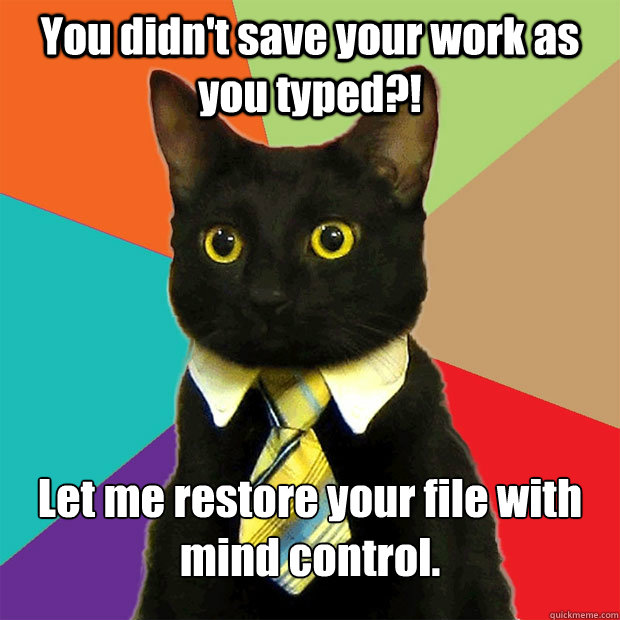 You didn't save your work as
you typed?!
Let me restore your file with
mind control.
quickmeme.com